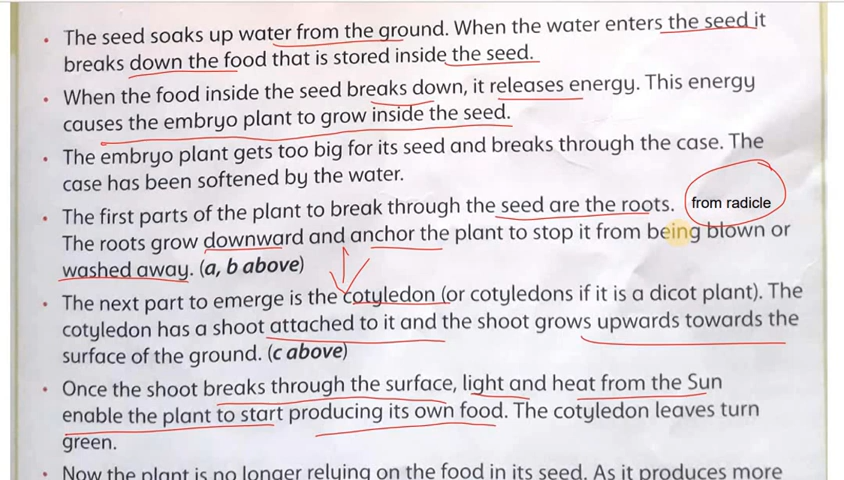 • The seed soaks up water from the ground. When the water enters the seed it
breaks down the food that is stored inside the seed.
• When the food inside the seed breaks down, it releases energy. This energy
causes the embryo plant to grow inside the seed.
• The embryo plant gets too big for its seed and breaks through the case. The
case has been softened by the water.
• The first parts of the plant to break through the seed are the roots. from radicle
The roots grow downward and anchor the plant to stop it from being blown or
washed away. (a, b above)
• The next part to emerge is the cotyledon (or cotyledons if it is a dicot plant). The
cotyledon has a shoot attached to it and the shoot grows upwards towards the
surface of the ground. (c above)
• Once the shoot breaks through the surface, light and heat from the Sun
enable the plant to start producing its own food. The cotyledon leaves turn
green.
• Now the plant is no longer relying on the food in its seed. As it produces more